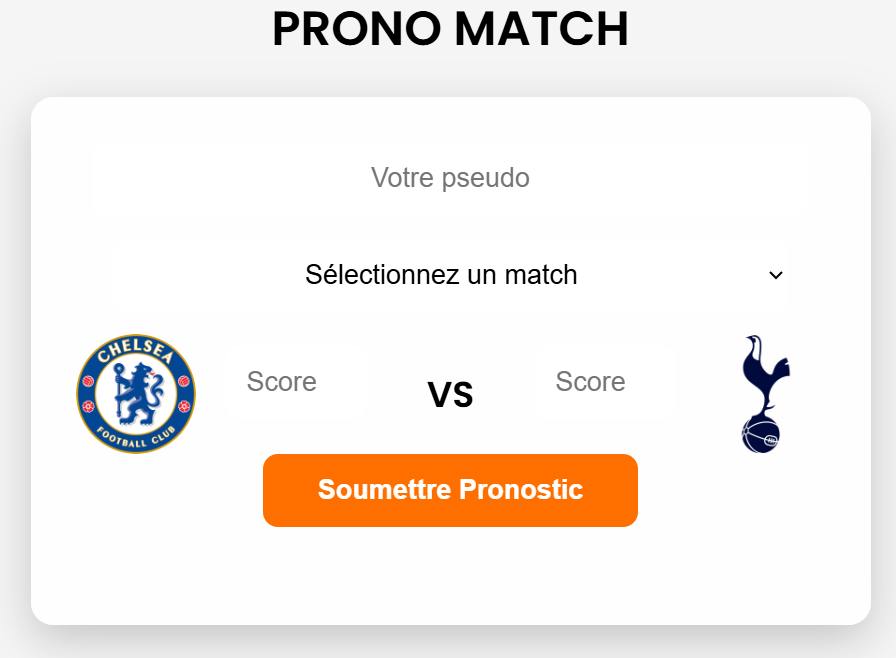 PRONO MATCH
Votre pseudo
Sélectionnez un match
CHELSEA
FOOTBALL CLUB
Score
VS
Score
Soumettre Pronostic